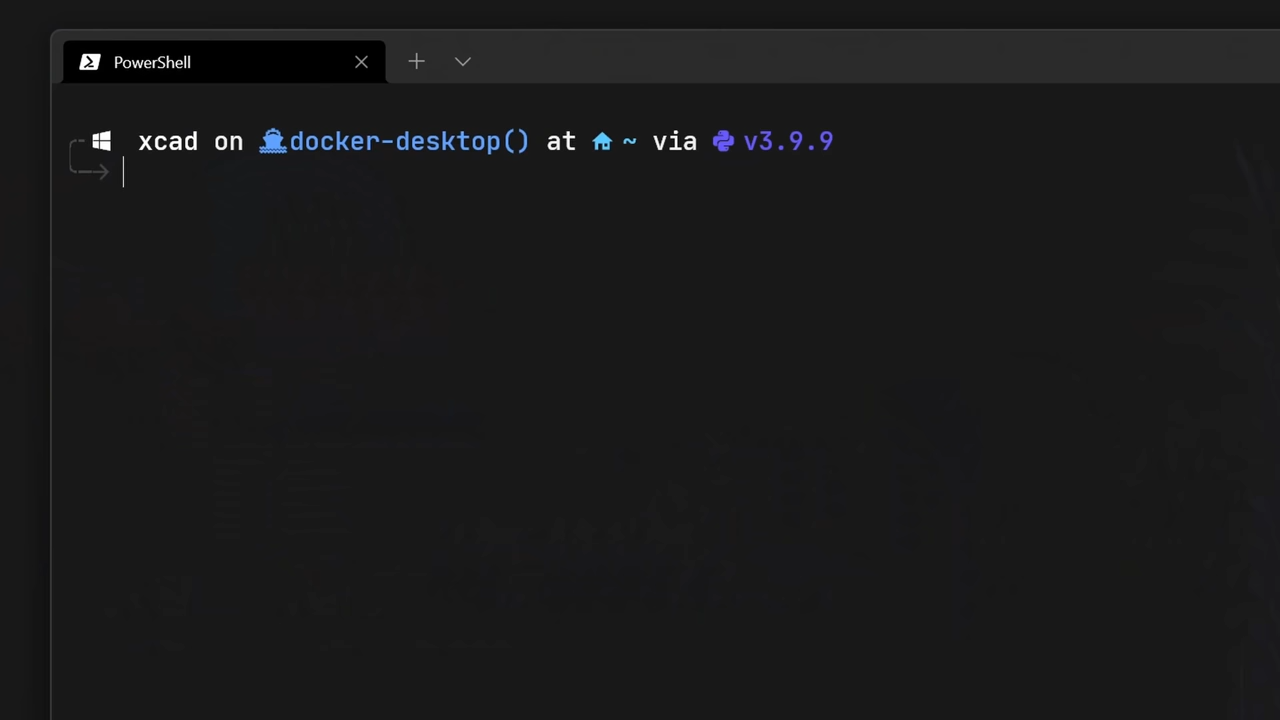 PowerShell
xcad on docker-desktop() at ~ via v3.9.9